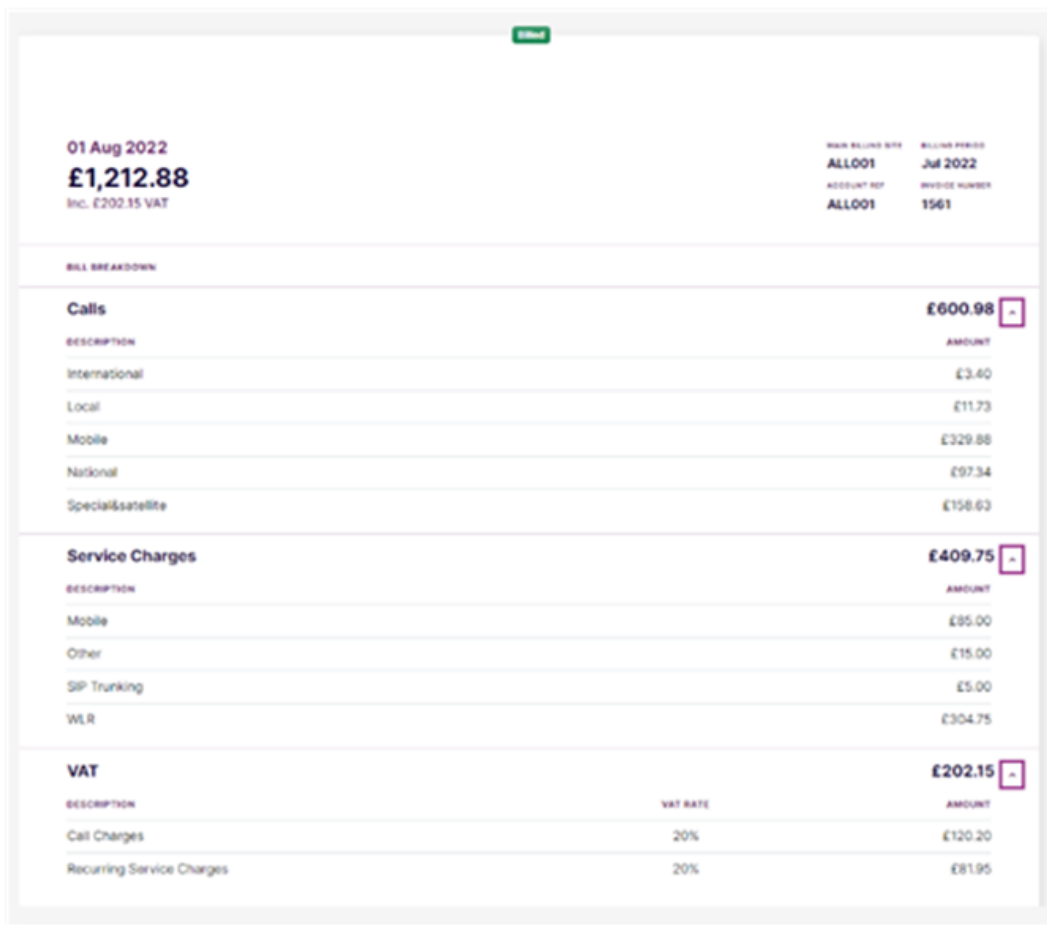 Billed
01 Aug 2022
£1,212.88
Inc. £202.15 VAT
MAIN BILLING SITE BILLING PERIOD
ALL001 Jul 2022
ACCOUNT REF INVOICE NUMBER
ALL001 1561
BILL BREAKDOWN
Calls £600.98
DESCRIPTION AMOUNT
International £3.40
Local £11.73
Mobile £329.88
National £97.34
Special&satellite £158.63
Service Charges £409.75
DESCRIPTION AMOUNT
Mobile £85.00
Other £15.00
SIP Trunking £5.00
WLR £304.75
VAT £202.15
DESCRIPTION VAT RATE AMOUNT
Call Charges 20% £120.20
Recurring Service Charges 20% £81.95